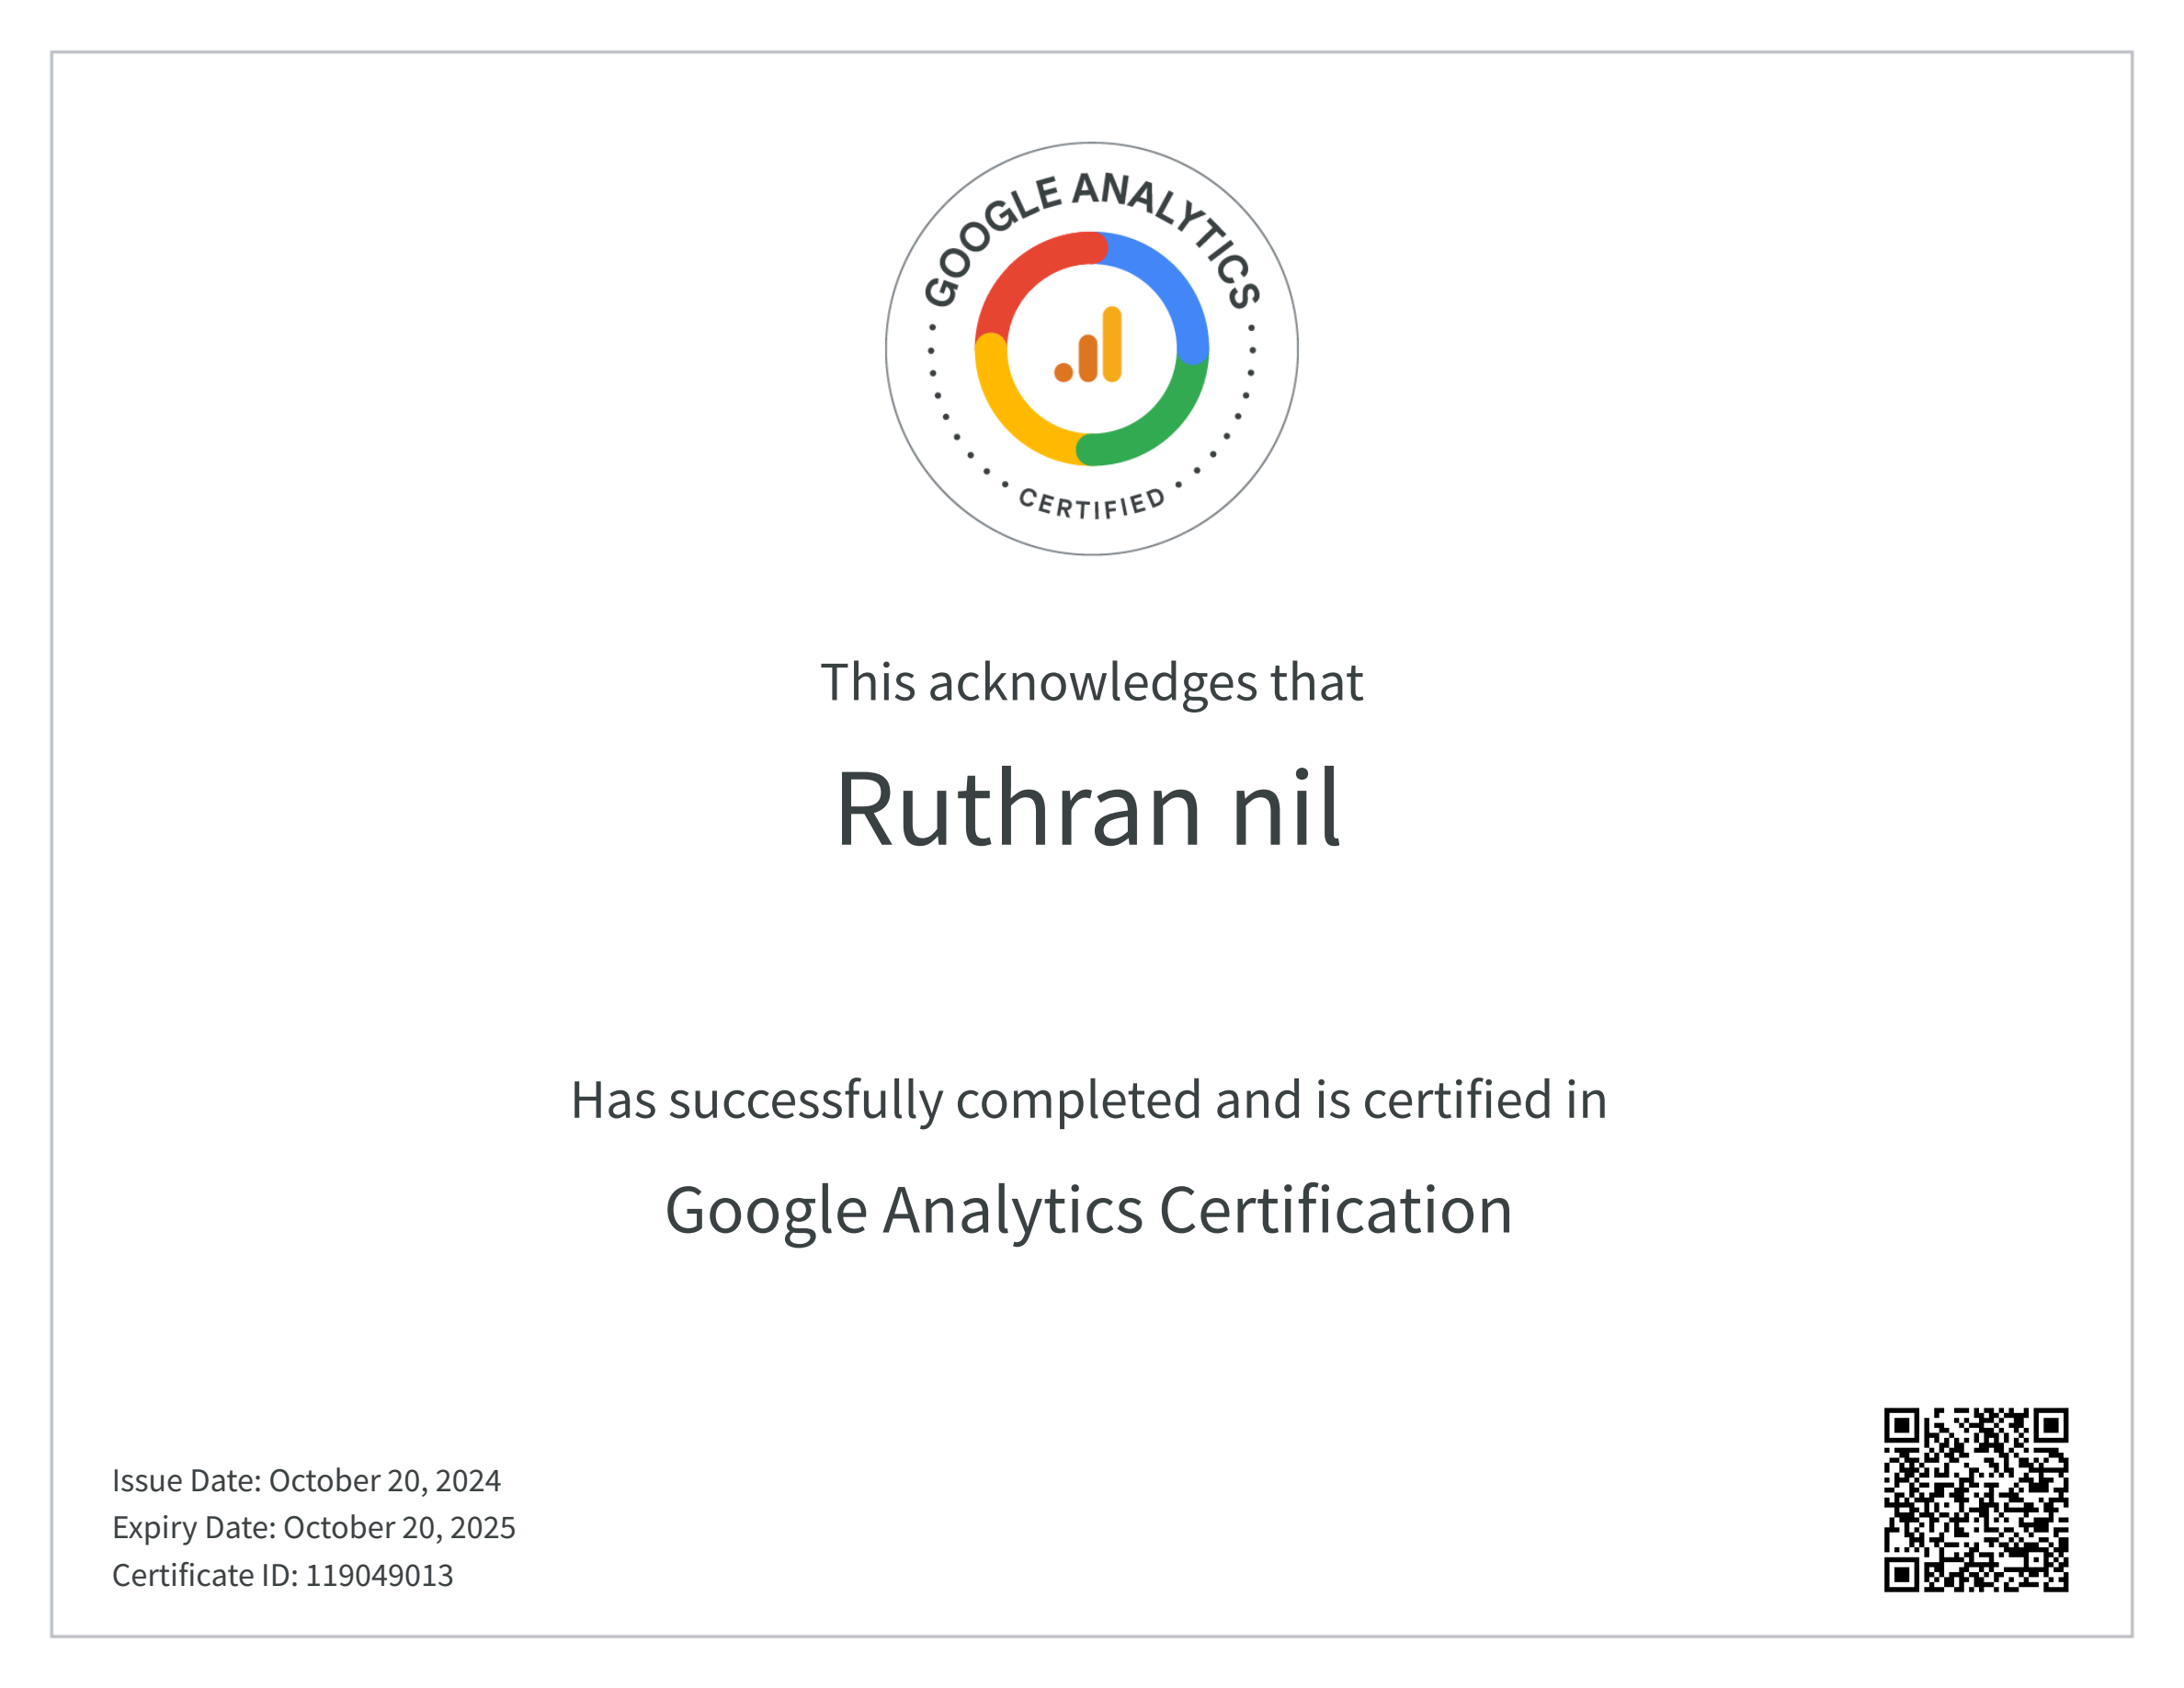 GOOGLE ANALYTICS
CERTIFIED
This acknowledges that
Ruthran nil
Has successfully completed and is certified in
Google Analytics Certification
Issue Date: October 20, 2024
Expiry Date: October 20, 2025
Certificate ID: 119049013